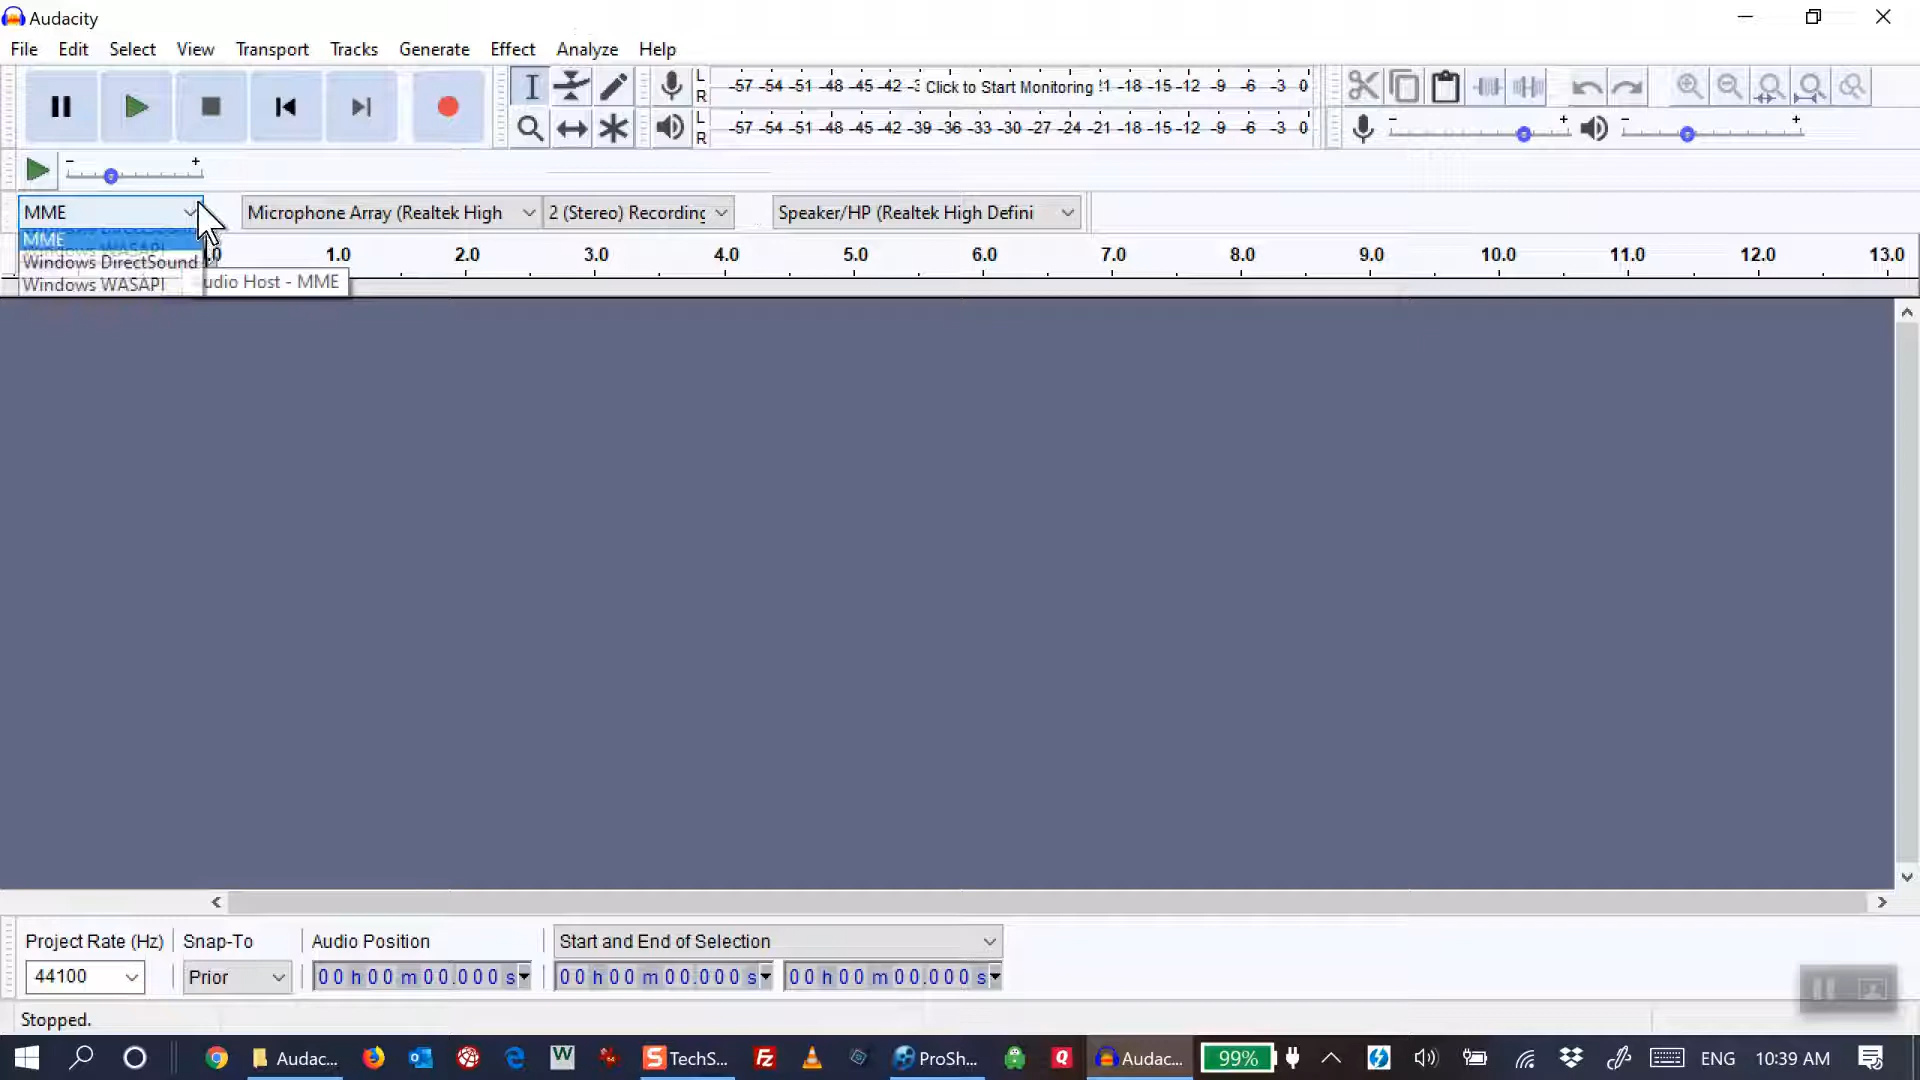 Audacity
File Edit Select View Transport Tracks Generate Effect Analyze Help
L
R
-57 -54 -51 -48 -45 -42 Click to Start Monitoring -18 -15 -12 -9 -6 -3 0
L
R
-57 -54 -51 -48 -45 -42 -39 -36 -33 -30 -27 -24 -21 -18 -15 -12 -9 -6 -3 0
- +
- +
- +
MME
Microphone Array (Realtek High
2 (Stereo) Recording
Speaker/HP (Realtek High Defini
MME
Windows DirectSound
Windows WASAPI
udio Host - MME
1.0 2.0 3.0 4.0 5.0 6.0 7.0 8.0 9.0 10.0 11.0 12.0 13.0
Project Rate (Hz) Snap-To Audio Position Start and End of Selection
44100 Prior 00 h 00 m 00.000 s 00 h 00 m 00.000 s 00 h 00 m 00.000 s
Stopped.
Audac... TechS... ProSh... Audac... 99% ENG 10:39 AM